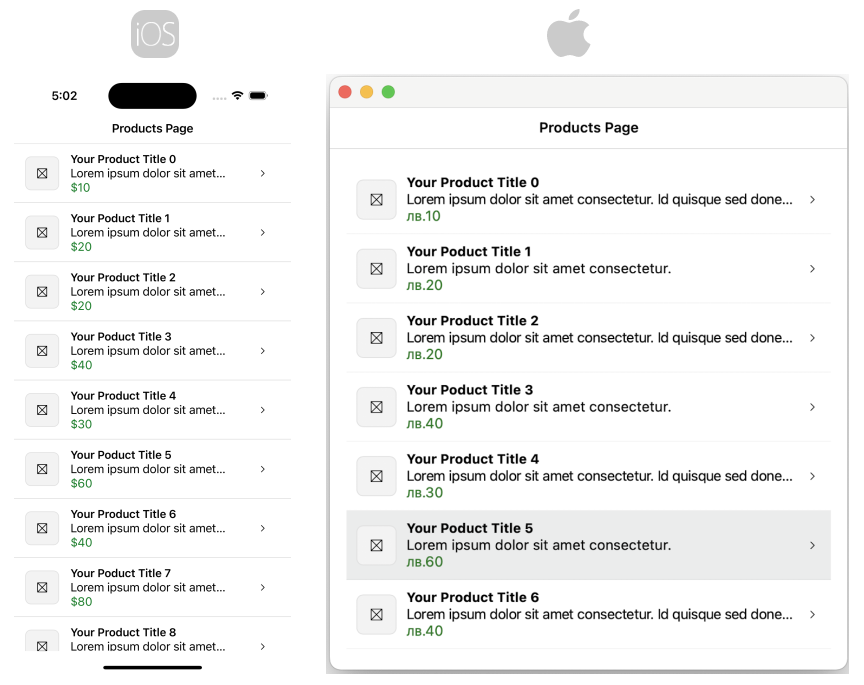 iOS
5:02
Products Page
Your Product Title 0
Lorem ipsum dolor sit amet...
$10
Your Poduct Title 1
Lorem ipsum dolor sit amet...
$20
Your Product Title 2
Lorem ipsum dolor sit amet...
$20
Your Poduct Title 3
Lorem ipsum dolor sit amet...
$40
Your Product Title 4
Lorem ipsum dolor sit amet...
$30
Your Poduct Title 5
Lorem ipsum dolor sit amet...
$60
Your Product Title 6
Lorem ipsum dolor sit amet...
$40
Your Poduct Title 7
Lorem ipsum dolor sit amet...
$80
Your Product Title 8
Lorem ipsum dolor sit amet...
Products Page
Your Product Title 0
Lorem ipsum dolor sit amet consectetur. Id quisque sed done...
лв.10
Your Poduct Title 1
Lorem ipsum dolor sit amet consectetur.
лв.20
Your Product Title 2
Lorem ipsum dolor sit amet consectetur. Id quisque sed done...
лв.20
Your Poduct Title 3
Lorem ipsum dolor sit amet consectetur.
лв.40
Your Product Title 4
Lorem ipsum dolor sit amet consectetur. Id quisque sed done...
лв.30
Your Poduct Title 5
Lorem ipsum dolor sit amet consectetur.
лв.60
Your Product Title 6
Lorem ipsum dolor sit amet consectetur. Id quisque sed done...
лв.40